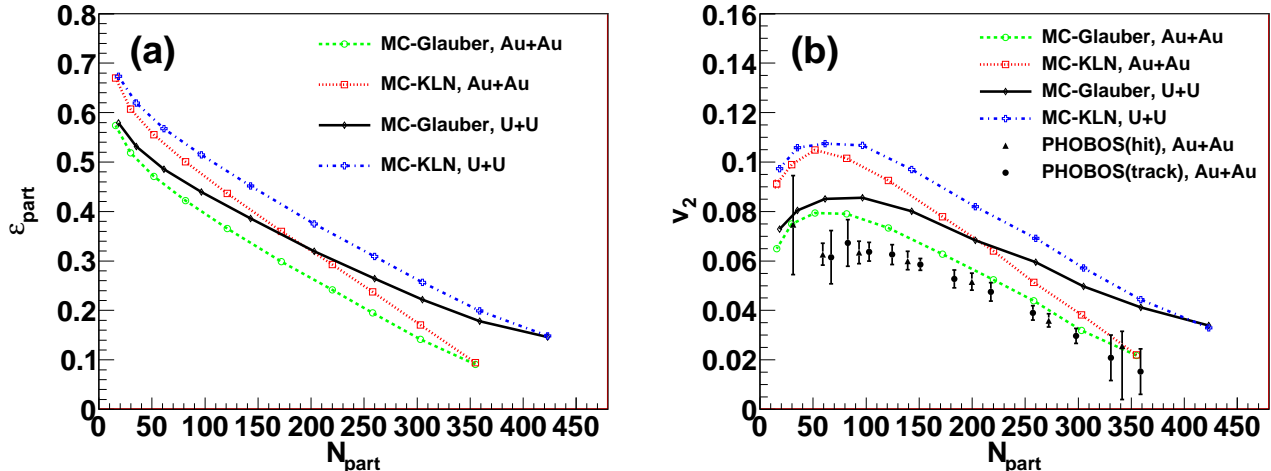 0.8
0.7
0.6
0.5
0.4
0.3
0.2
0.1
0
ε_part
(a)
MC-Glauber, Au+Au
MC-KLN, Au+Au
MC-Glauber, U+U
MC-KLN, U+U
0 50 100 150 200 250 300 350 400 450
N_part
0.16
0.14
0.12
0.1
0.08
0.06
0.04
0.02
0
v_2
(b)
MC-Glauber, Au+Au
MC-KLN, Au+Au
MC-Glauber, U+U
MC-KLN, U+U
PHOBOS(hit), Au+Au
PHOBOS(track), Au+Au
0 50 100 150 200 250 300 350 400 450
N_part